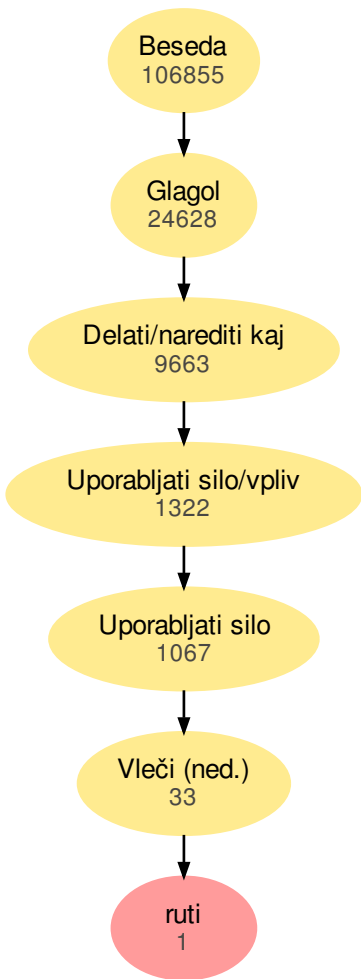 Beseda
106855
Glagol
24628
Delati/narediti kaj
9663
Uporabljati silo/vpliv
1322
Uporabljati silo
1067
Vleči (ned.)
33
ruti
1